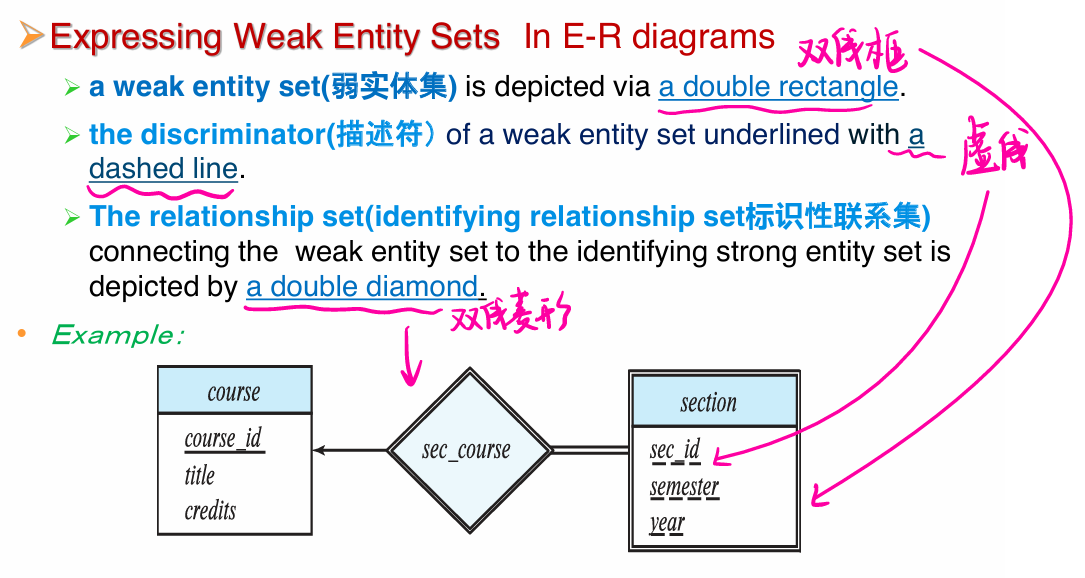 Expressing Weak Entity Sets In E-R diagrams
双线框
a weak entity set(弱实体集) is depicted via a double rectangle.
the discriminator(描述符) of a weak entity set underlined with a
dashed line.
虚线
The relationship set(identifying relationship set标识性联系集)
connecting the weak entity set to the identifying strong entity set is
depicted by a double diamond.
双线菱形
• Example:
course
course_id
title
credits
sec_course
section
sec_id
semester
year